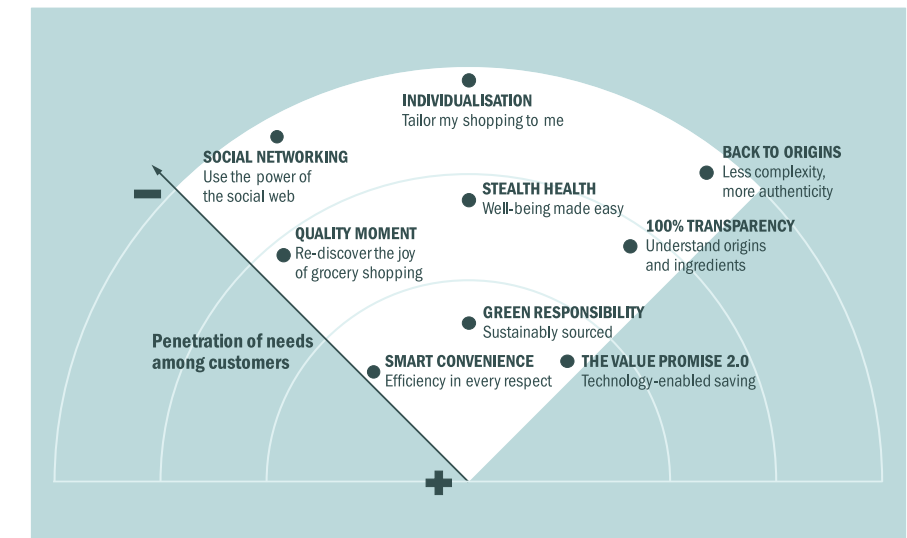 INDIVIDUALISATION
Tailor my shopping to me
SOCIAL NETWORKING
Use the power of
the social web
BACK TO ORIGINS
Less complexity,
more authenticity
STEALTH HEALTH
Well-being made easy
QUALITY MOMENT
Re-discover the joy
of grocery shopping
100% TRANSPARENCY
Understand origins
and ingredients
GREEN RESPONSIBILITY
Sustainably sourced
Penetration of needs
among customers
SMART CONVENIENCE
Efficiency in every respect
THE VALUE PROMISE 2.0
Technology-enabled saving